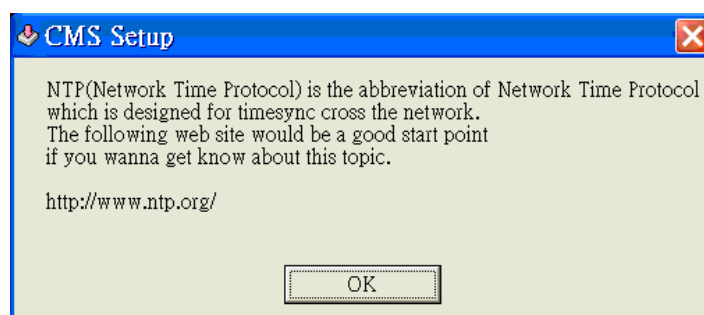 CMS Setup
NTP(Network Time Protocol) is the abbreviation of Network Time Protocol
which is designed for timesync cross the network.
The following web site would be a good start point
if you wanna get know about this topic.
http://www.ntp.org/
OK